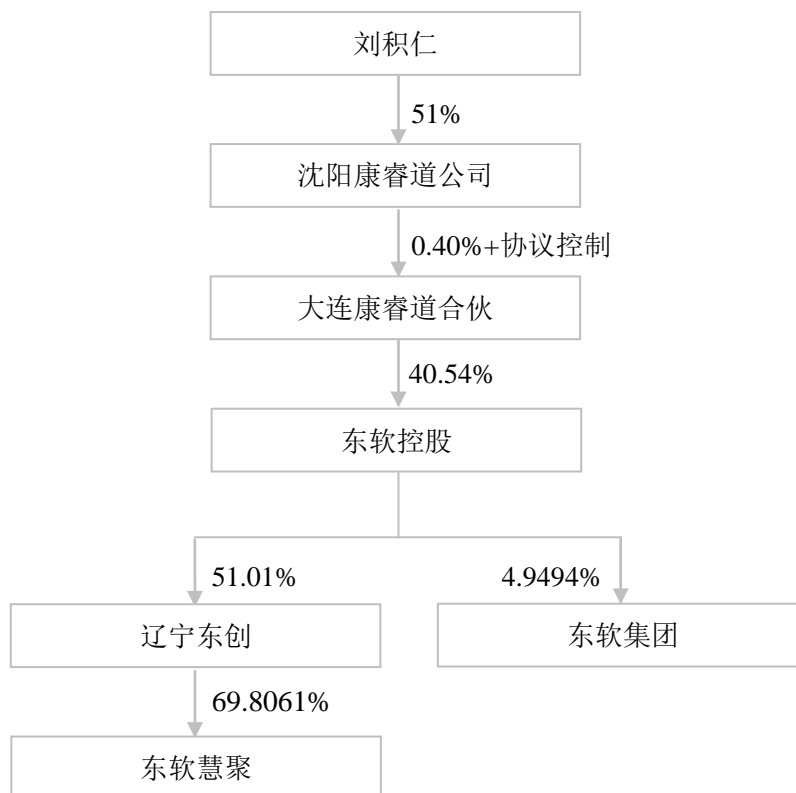 刘积仁
51%
沈阳康睿道公司
0.40%+协议控制
大连康睿道合伙
40.54%
东软控股
51.01%
4.9494%
辽宁东创
东软集团
69.8061%
东软慧聚